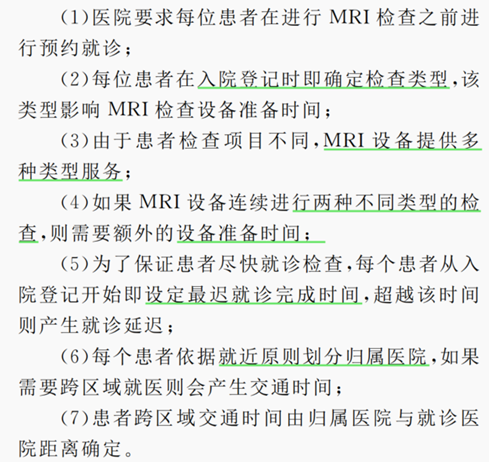 (1)医院要求每位患者在进行 MRI 检查之前进
行预约就诊;
(2)每位患者在入院登记时即确定检查类型,该
类型影响 MRI 检查设备准备时间;
(3)由于患者检查项目不同,MRI 设备提供多
种类型服务;
(4)如果 MRI 设备连续进行两种不同类型的检
查,则需要额外的设备准备时间;
(5)为了保证患者尽快就诊检查,每个患者从入
院登记开始即设定最迟就诊完成时间,超越该时间
则产生就诊延迟;
(6)每个患者依据就近原则划分归属医院,如果
需要跨区域就医则会产生交通时间;
(7)患者跨区域交通时间由归属医院与就诊医
院距离确定。